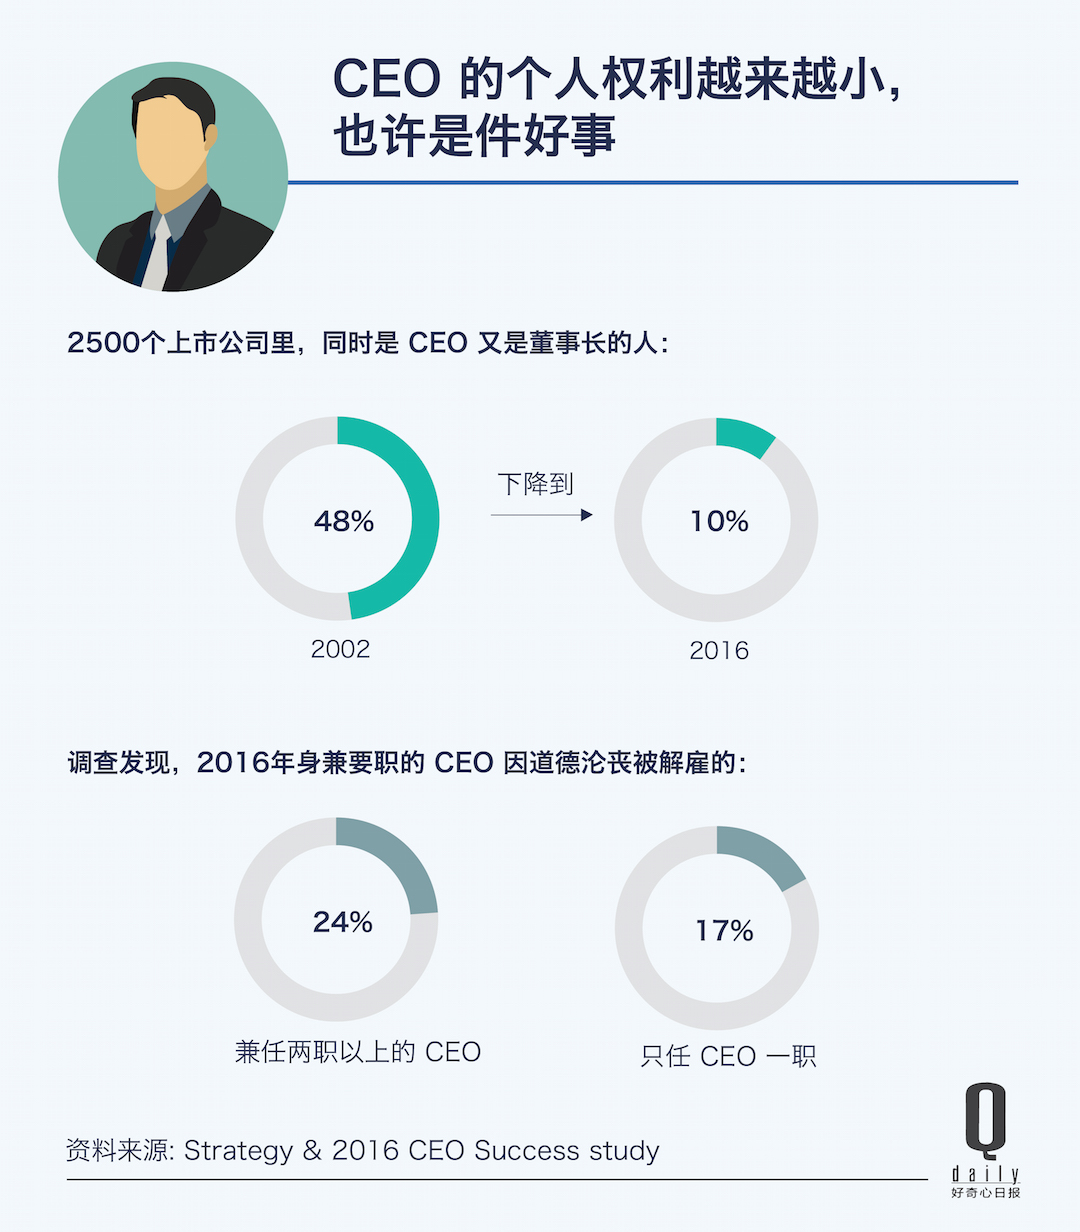 CEO 的个人权利越来越小，
也许是件好事
2500个上市公司里，同时是 CEO 又是董事长的人：
下降到
48%
10%
2002
2016
调查发现，2016年身兼要职的 CEO 因道德沦丧被解雇的：
24%
17%
兼任两职以上的 CEO
只任 CEO 一职
资料来源: Strategy & 2016 CEO Success study
Q
daily
好奇心日报